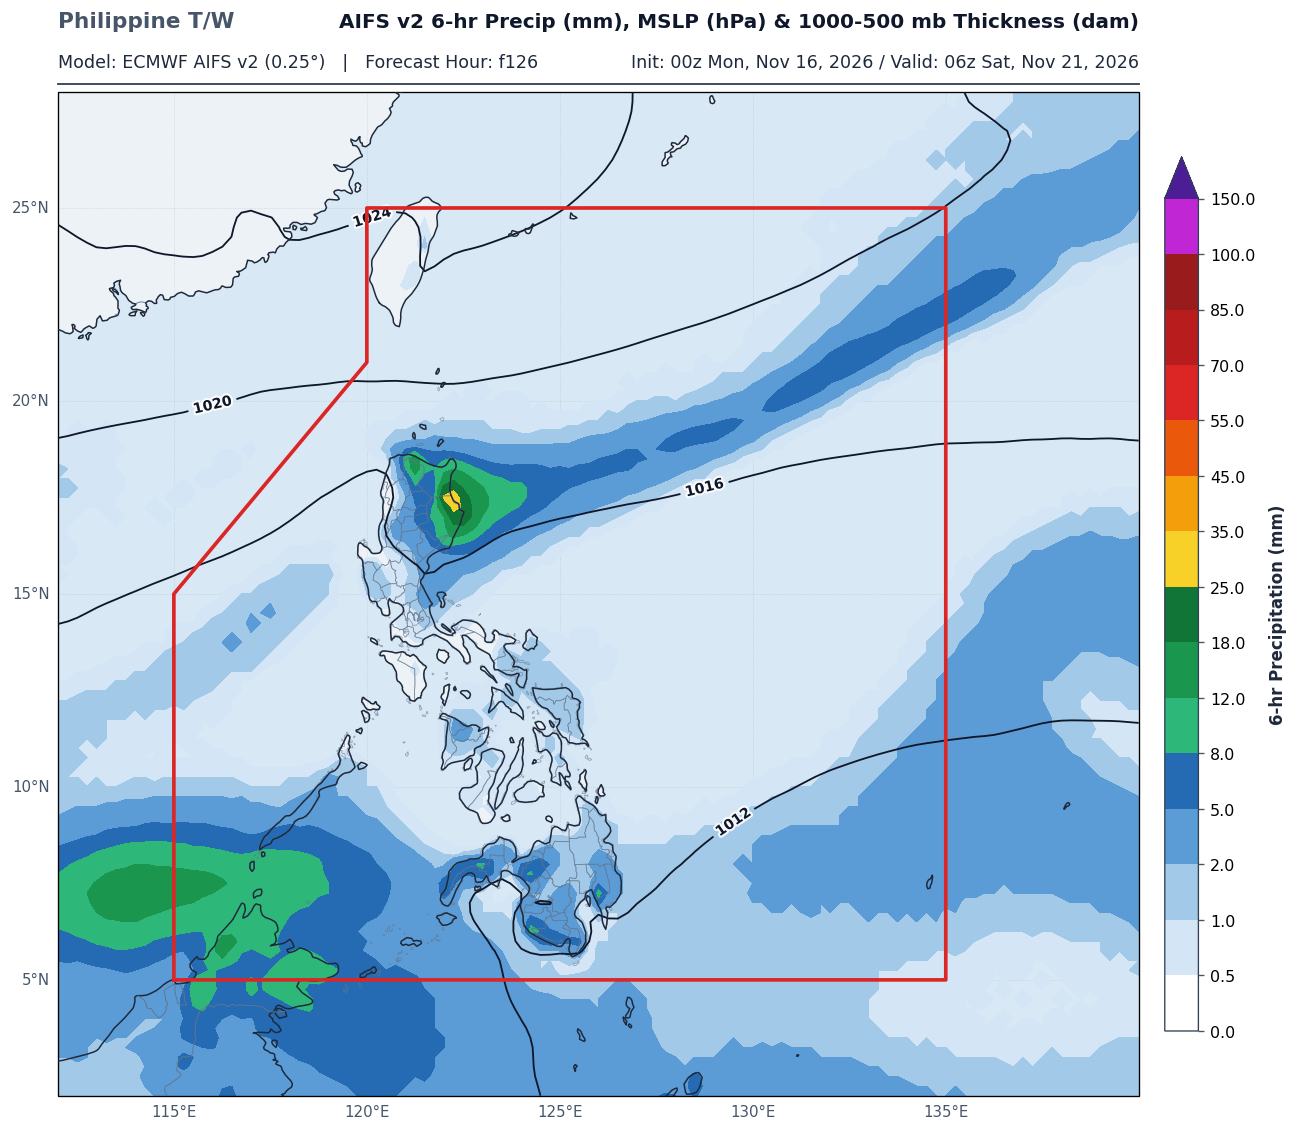 Philippine T/W
AIFS v2 6-hr Precip (mm), MSLP (hPa) & 1000-500 mb Thickness (dam)
Model: ECMWF AIFS v2 (0.25°) | Forecast Hour: f126
Init: 00z Mon, Nov 16, 2026 / Valid: 06z Sat, Nov 21, 2026
25°N
20°N
15°N
10°N
5°N
1024
1020
1016
1012
115°E
120°E
125°E
130°E
135°E
150.0
100.0
85.0
70.0
55.0
45.0
35.0
25.0
18.0
12.0
8.0
5.0
2.0
1.0
0.5
0.0
6-hr Precipitation (mm)